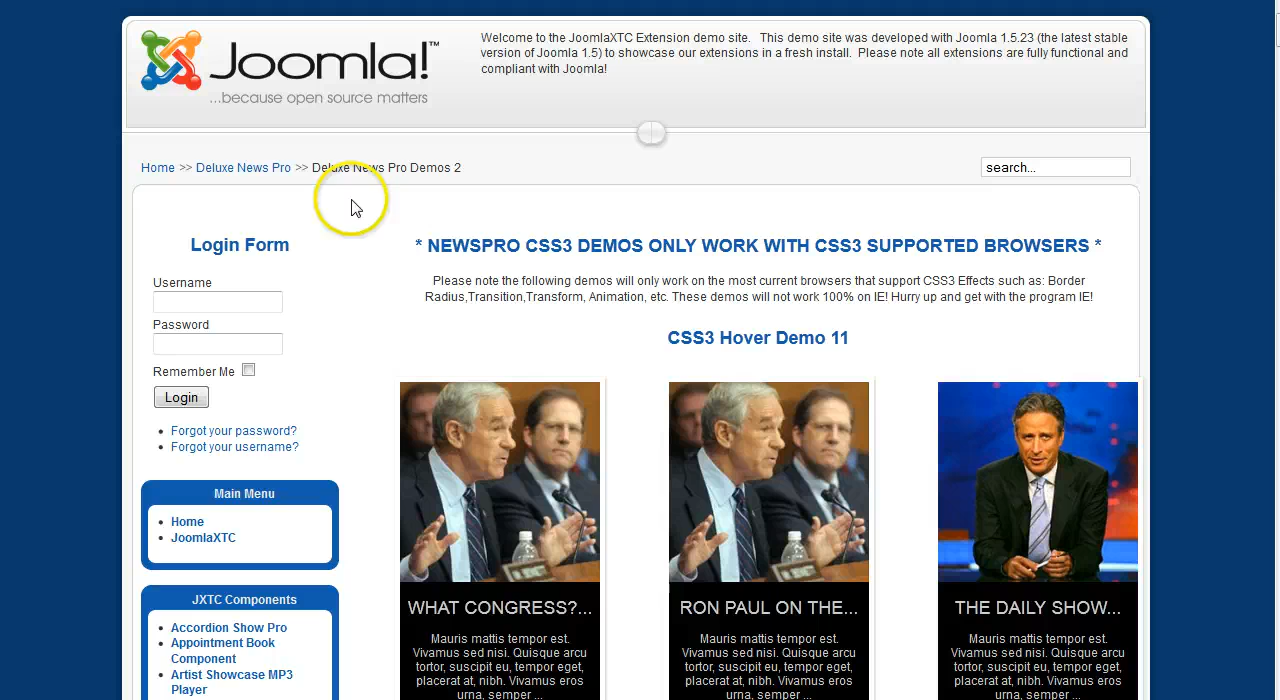 Joomla!™
...because open source matters
Welcome to the JoomlaXTC Extension demo site. This demo site was developed with Joomla 1.5.23 (the latest stable
version of Joomla 1.5) to showcase our extensions in a fresh install. Please note all extensions are fully functional and
compliant with Joomla!
Home >> Deluxe News Pro >> Deluxe News Pro Demos 2
search...
Login Form
Username
Password
Remember Me
Login
Forgot your password?
Forgot your username?
Main Menu
Home
JoomlaXTC
JXTC Components
Accordion Show Pro
Appointment Book
Component
Artist Showcase MP3
Player
* NEWSPRO CSS3 DEMOS ONLY WORK WITH CSS3 SUPPORTED BROWSERS *
Please note the following demos will only work on the most current browsers that support CSS3 Effects such as: Border
Radius,Transition,Transform, Animation, etc. These demos will not work 100% on IE! Hurry up and get with the program IE!
CSS3 Hover Demo 11
WHAT CONGRESS?...
Mauris mattis tempor est.
Vivamus sed nisi. Quisque arcu
tortor, suscipit eu, tempor eget,
placerat at, nibh. Vivamus eros
urna, semper ...
RON PAUL ON THE...
Mauris mattis tempor est.
Vivamus sed nisi. Quisque arcu
tortor, suscipit eu, tempor eget,
placerat at, nibh. Vivamus eros
urna, semper ...
THE DAILY SHOW...
Mauris mattis tempor est.
Vivamus sed nisi. Quisque arcu
tortor, suscipit eu, tempor eget,
placerat at, nibh. Vivamus eros
urna, semper ...